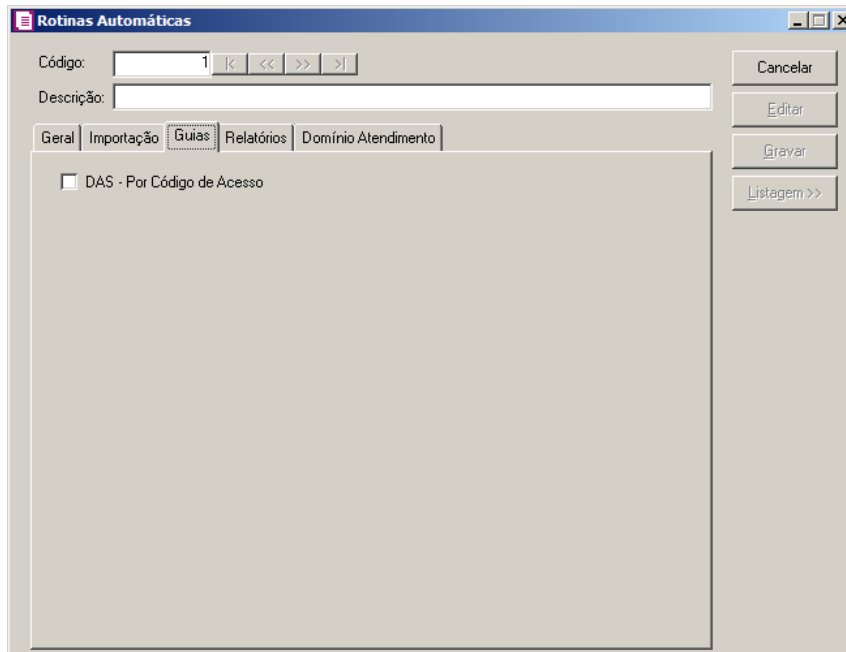 Rotinas Automáticas
Código: 1 |< << >> >|
Descrição:
Geral Importação Guias Relatórios Domínio Atendimento
DAS - Por Código de Acesso
Cancelar
Editar
Gravar
Listagem >>